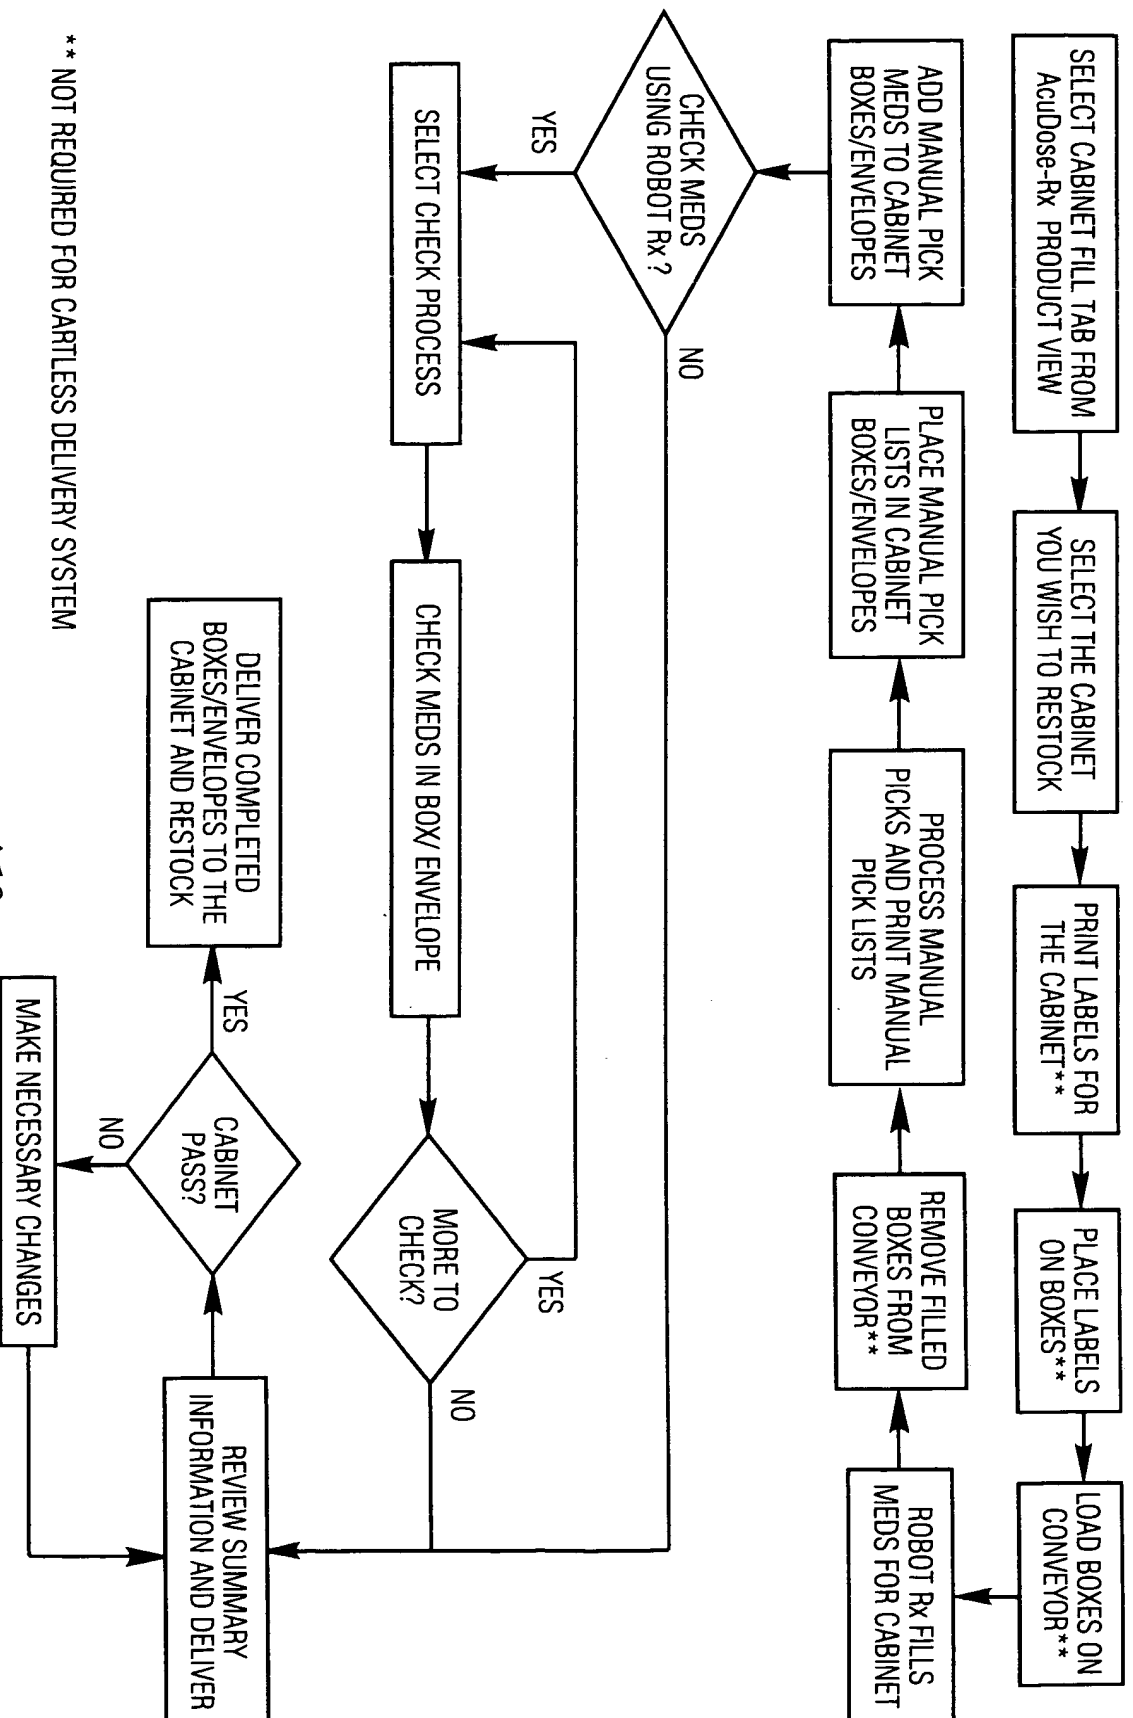 SELECT CABINET FILL TAB FROM
AcuDose-Rx PRODUCT VIEW
SELECT THE CABINET
YOU WISH TO RESTOCK
PRINT LABELS FOR
THE CABINET**
PLACE LABELS
ON BOXES**
LOAD BOXES ON
CONVEYOR**
ROBOT Rx FILLS
MEDS FOR CABINET
REMOVE FILLED
BOXES FROM
CONVEYOR**
PROCESS MANUAL
PICKS AND PRINT MANUAL
PICK LISTS
PLACE MANUAL PICK
LISTS IN CABINET
BOXES/ENVELOPES
ADD MANUAL PICK
MEDS TO CABINET
BOXES/ENVELOPES
CHECK MEDS
USING ROBOT Rx?
NO
YES
SELECT CHECK PROCESS
CHECK MEDS IN BOX/ ENVELOPE
MORE TO
CHECK?
YES
NO
REVIEW SUMMARY
INFORMATION AND DELIVER
CABINET
PASS?
YES
NO
DELIVER COMPLETED
BOXES/ENVELOPES TO THE
CABINET AND RESTOCK
MAKE NECESSARY CHANGES
** NOT REQUIRED FOR CARTLESS DELIVERY SYSTEM